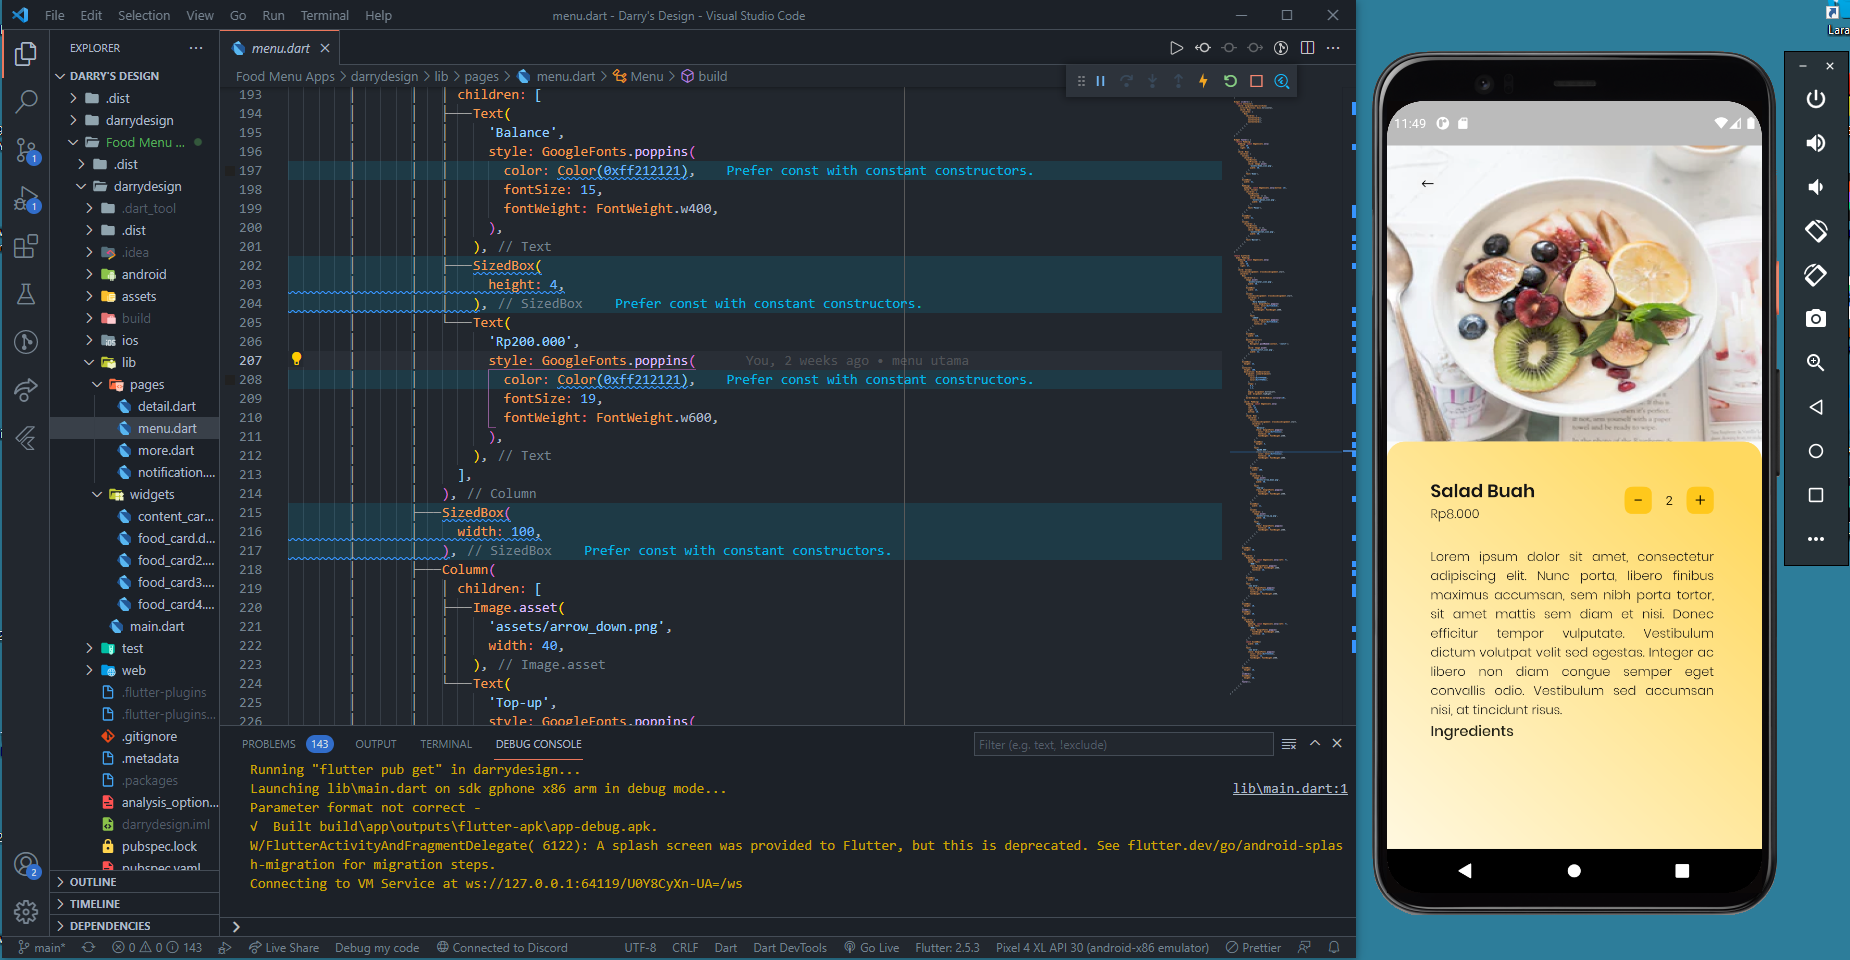 File Edit Selection View Go Run Terminal Help
menu.dart - Darry's Design - Visual Studio Code
EXPLORER
DARRY'S DESIGN
.dist
darrydesign
Food Menu ...
.dist
darrydesign
.dart_tool
.dist
.idea
android
assets
build
ios
lib
pages
detail.dart
menu.dart
more.dart
notification....
widgets
content_car...
food_card.d...
food_card2....
food_card3....
food_card4....
main.dart
test
web
.flutter-plugins
.flutter-plugins...
.gitignore
.metadata
.packages
analysis_option...
darrydesign.iml
pubspec.lock
pubspec.yaml
OUTLINE
TIMELINE
DEPENDENCIES
1
1
2
menu.dart
Food Menu Apps > darrydesign > lib > pages > menu.dart > Menu > build
193 children: [
194 Text(
195 'Balance',
196 style: GoogleFonts.poppins(
197 color: Color(0xff212121), Prefer const with constant constructors.
198 fontSize: 15,
199 fontWeight: FontWeight.w400,
200 ),
201 ), // Text
202 SizedBox(
203 height: 4,
204 ), // SizedBox Prefer const with constant constructors.
205 Text(
206 'Rp200.000',
207 style: GoogleFonts.poppins( You, 2 weeks ago • menu utama
208 color: Color(0xff212121), Prefer const with constant constructors.
209 fontSize: 19,
210 fontWeight: FontWeight.w600,
211 ),
212 ), // Text
213 ],
214 ), // Column
215 SizedBox(
216 width: 100,
217 ), // SizedBox Prefer const with constant constructors.
218 Column(
219 children: [
220 Image.asset(
221 'assets/arrow_down.png',
222 width: 40,
223 ), // Image.asset
224 Text(
225 'Top-up',
226 style: GoogleFonts.poppins(
PROBLEMS 143 OUTPUT TERMINAL DEBUG CONSOLE
Filter (e.g. text, !exclude)
Running "flutter pub get" in darrydesign...
Launching lib\main.dart on sdk gphone x86 arm in debug mode... lib\main.dart:1
Parameter format not correct -
√ Built build\app\outputs\flutter-apk\app-debug.apk.
W/FlutterActivityAndFragmentDelegate( 6122): A splash screen was provided to Flutter, but this is deprecated. See flutter.dev/go/android-splas
h-migration for migration steps.
Connecting to VM Service at ws://127.0.0.1:64119/U0Y8CyXn-UA=/ws
main* 0 0 143 Live Share Debug my code Connected to Discord UTF-8 CRLF Dart Dart DevTools Go Live Flutter: 2.5.3 Pixel 4 XL API 30 (android-x86 emulator) Prettier
Lara
11:49
Salad Buah
Rp8.000
- 2 +
Lorem ipsum dolor sit amet, consectetur
adipiscing elit. Nunc porta, libero finibus
maximus accumsan, sem nibh porta tortor,
sit amet mattis sem diam et nisi. Donec
efficitur tempor vulputate. Vestibulum
dictum volutpat velit sed egestas. Integer ac
libero non diam congue semper eget
convallis odio. Vestibulum sed accumsan
nisi, at tincidunt risus.
Ingredients